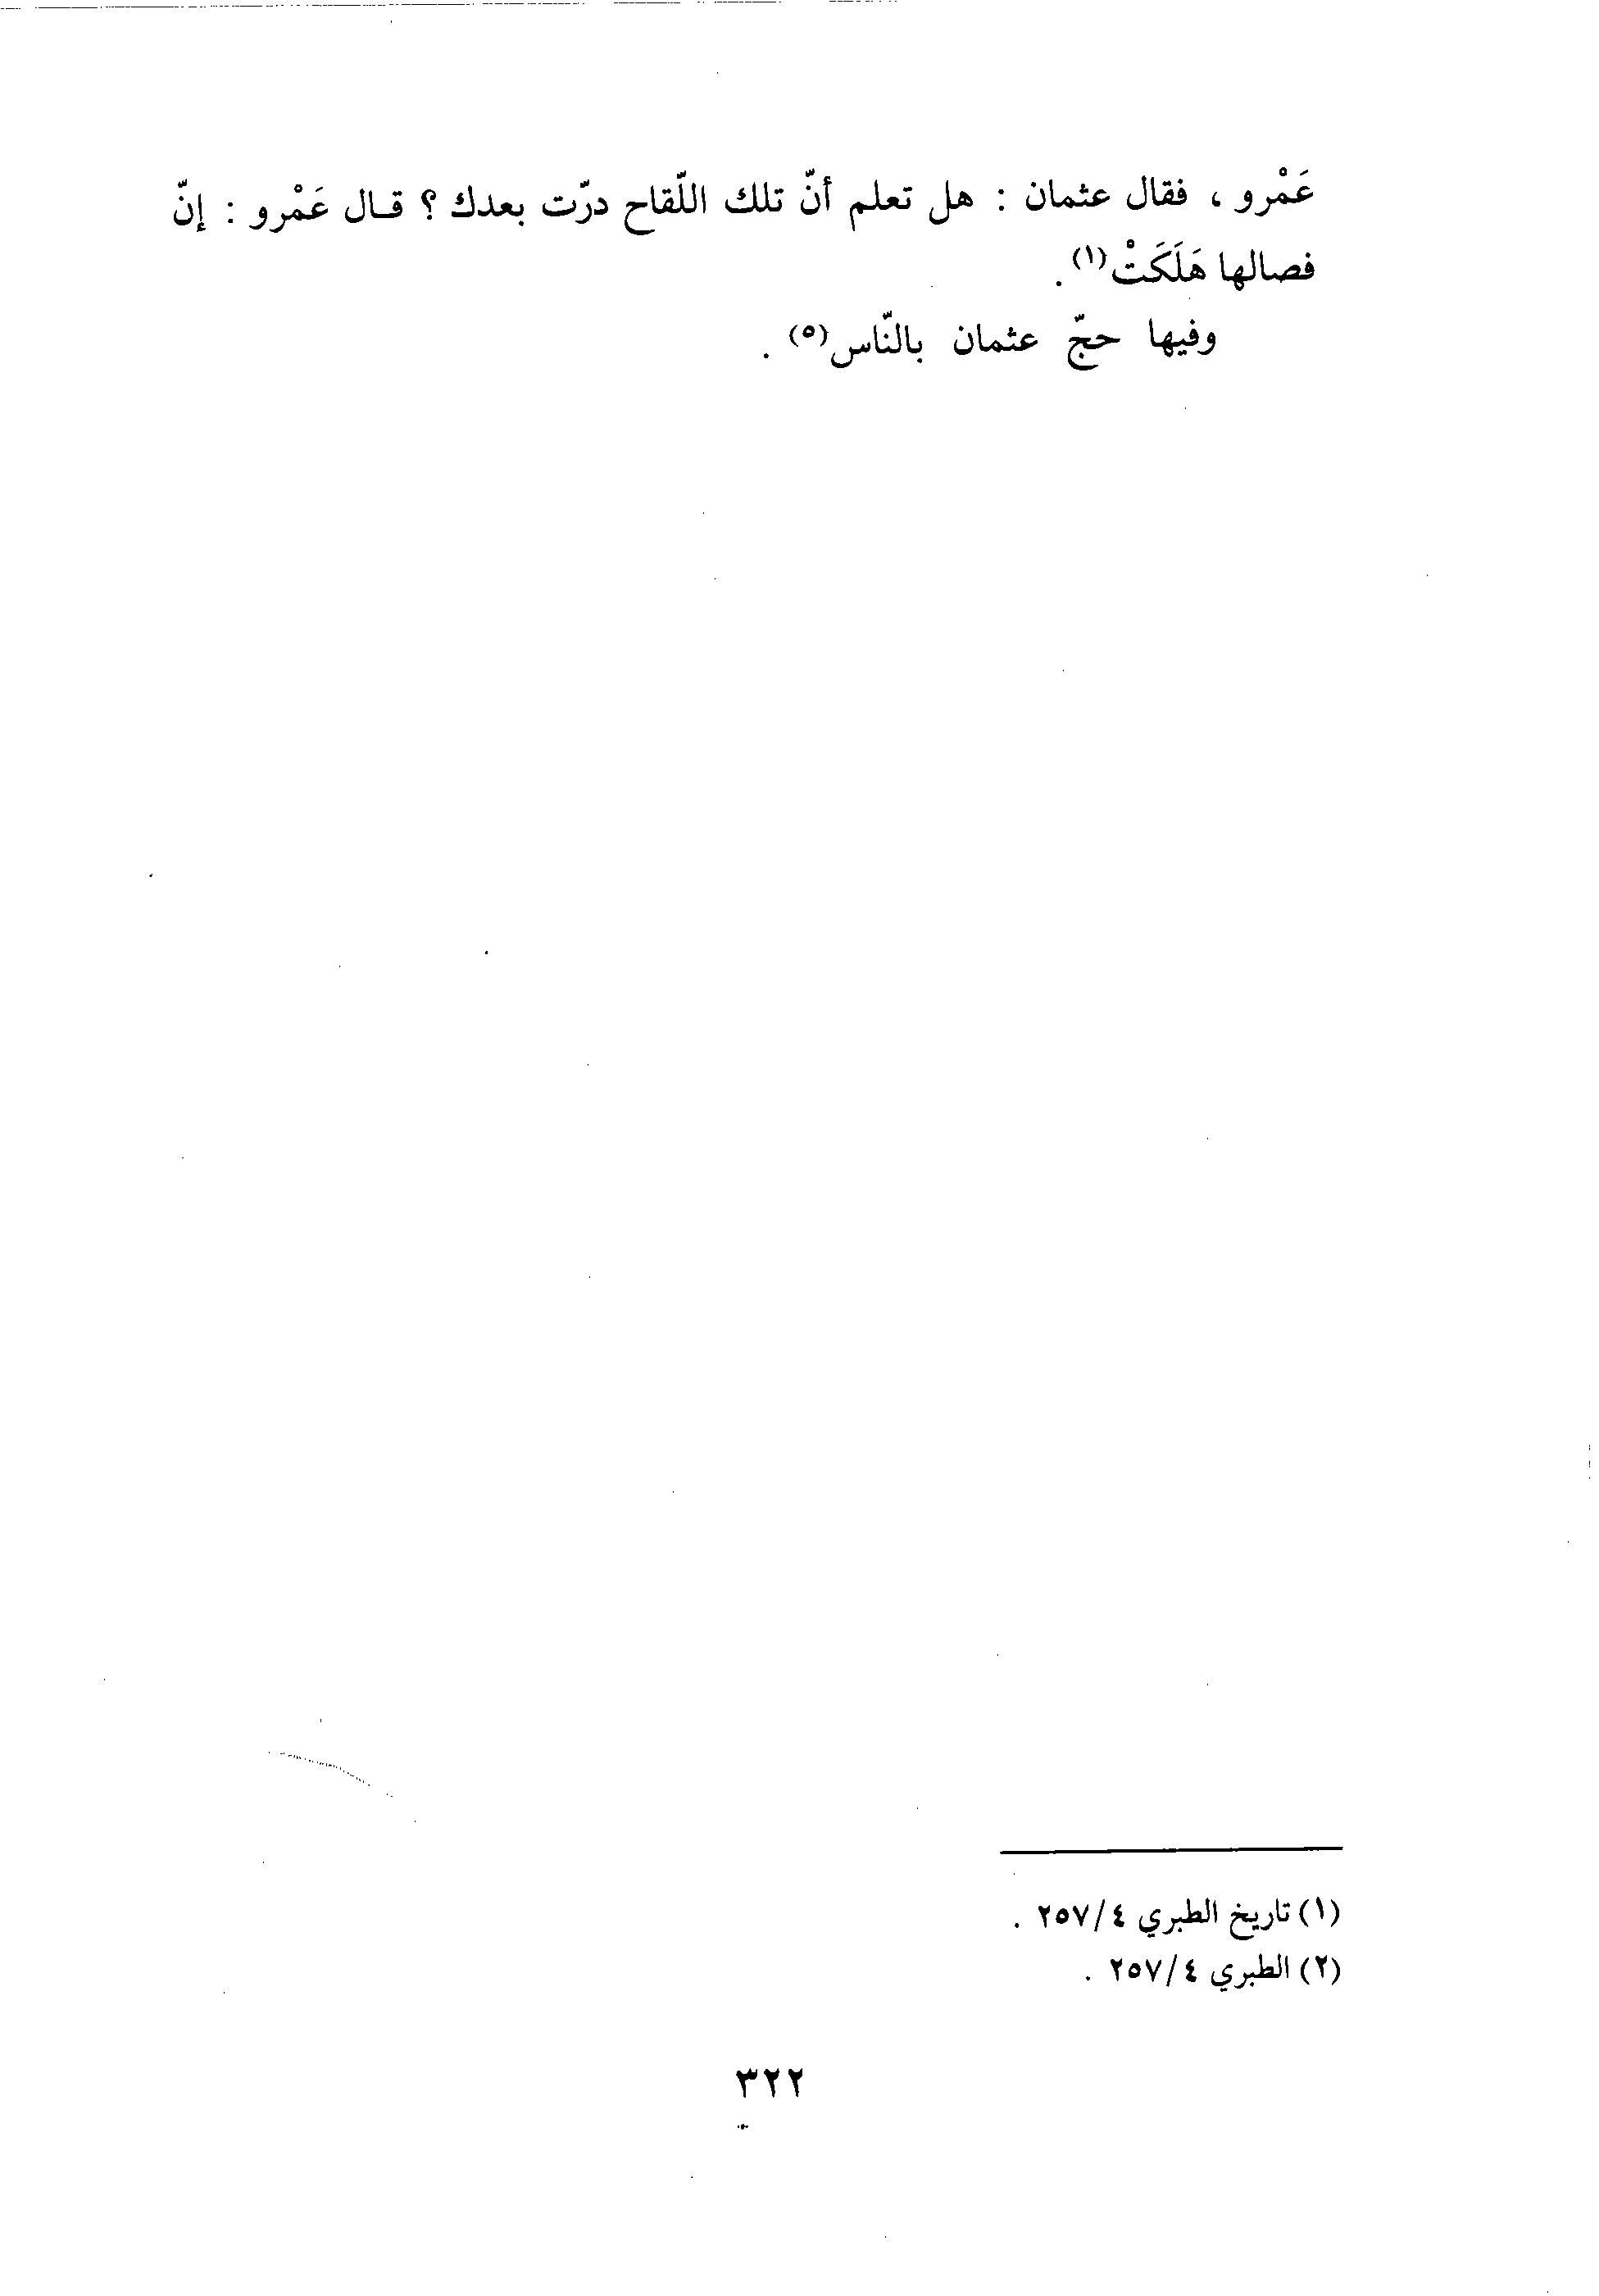 عَمْرو ، فقال عثمان : هل تعلم أنّ تلك اللّقاح درّت بعدك ؟ قـال عَمْرو : إنّ
فصالها هَلَكَتْ(١).
وفيها حجّ عثمان بالنّاس(٥) .
(١) تاريخ الطبري ٤/٢٥٧ .
(٢) الطبري ٤/٢٥٧ .
٣٢٢